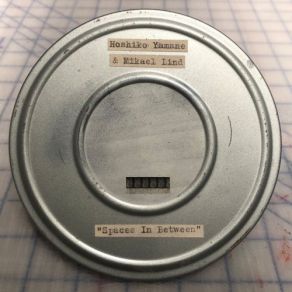 Hoshiko Yamane
& Mikael Lind
"Spaces In Between"